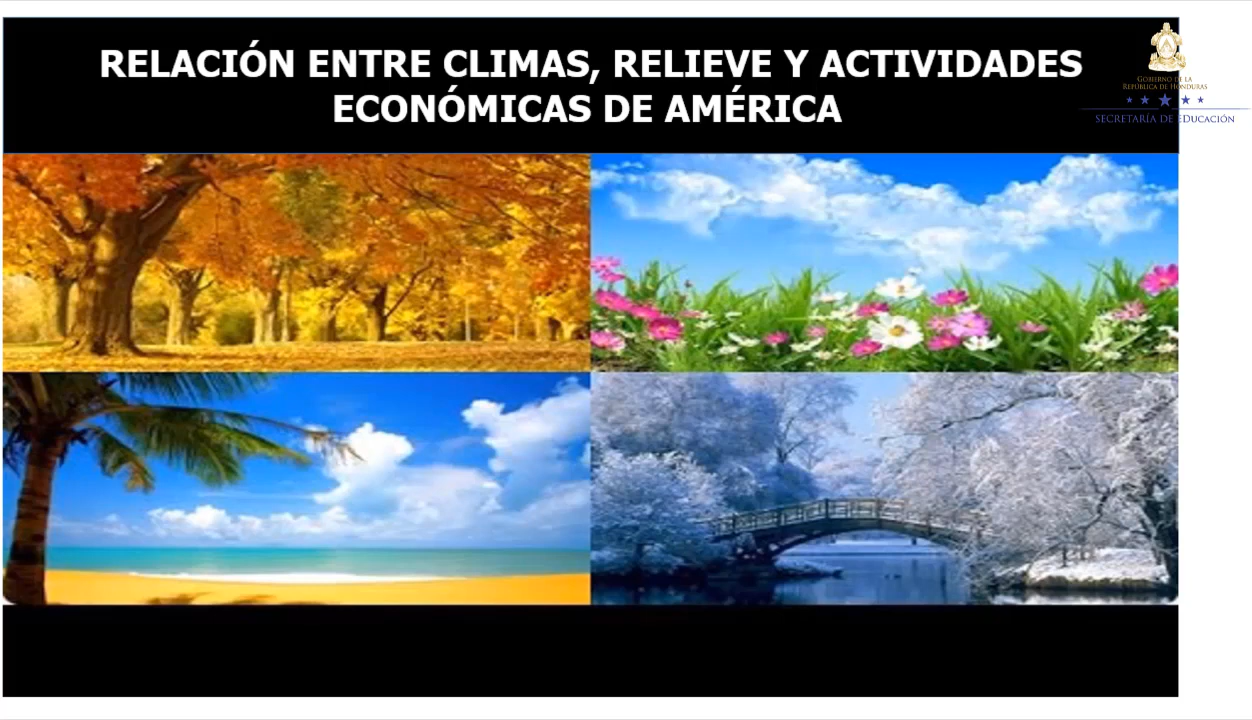 RELACIÓN ENTRE CLIMAS, RELIEVE Y ACTIVIDADES
ECONÓMICAS DE AMÉRICA
GOBIERNO DE LA
REPÚBLICA DE HONDURAS
SECRETARÍA DE EDUCACIÓN